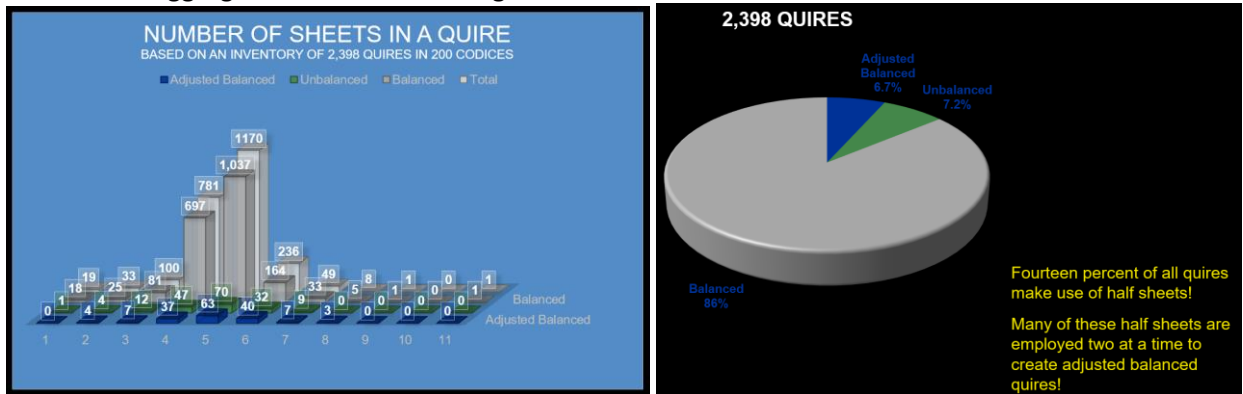 NUMBER OF SHEETS IN A QUIRE
BASED ON AN INVENTORY OF 2,398 QUIRES IN 200 CODICES
Adjusted Balanced Unbalanced Balanced Total
19 33 100 781 1170 236 49 8 1 0 1
18 25 81 697 1,037 164 33 5 1 0 1
1 4 12 47 70 32 9 0 0 0 0
0 4 7 37 63 40 7 3 0 0 0
Balanced
Adjusted Balanced
1 2 3 4 5 6 7 8 9 10 11
2,398 QUIRES
Adjusted
Balanced
6.7%
Unbalanced
7.2%
Balanced
86%
Fourteen percent of all quires
make use of half sheets!
Many of these half sheets are
employed two at a time to
create adjusted balanced
quires!